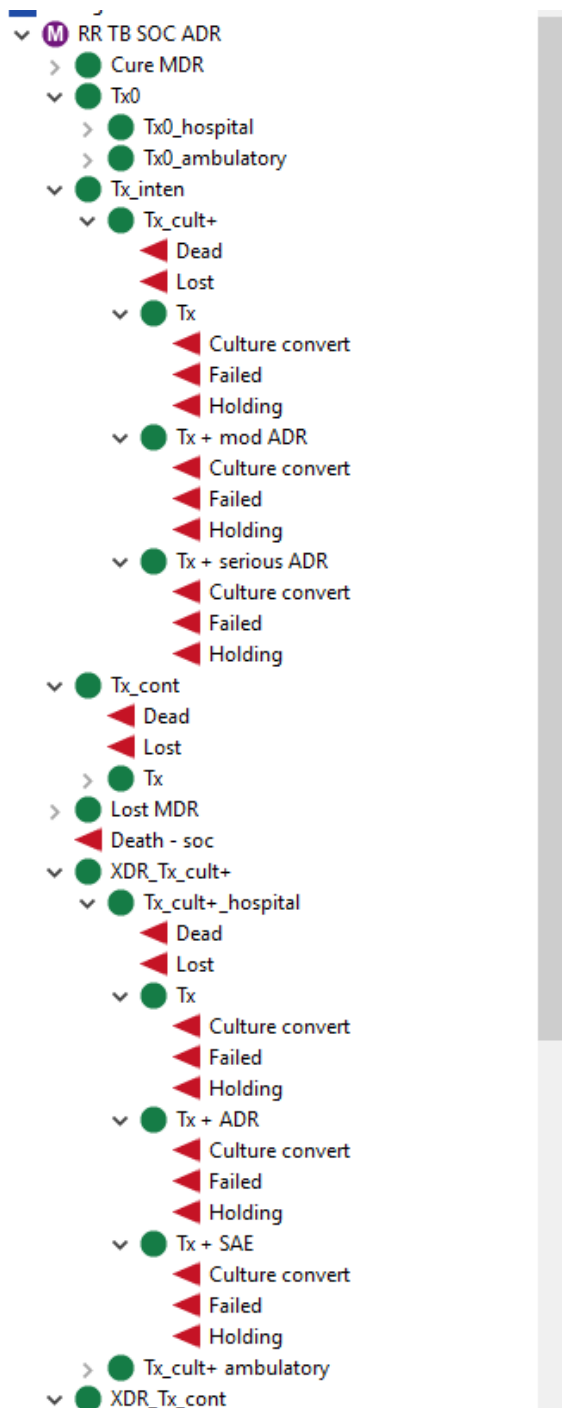 M RR TB SOC ADR
Cure MDR
Tx0
Tx0_hospital
Tx0_ambulatory
Tx_inten
Tx_cult+
Dead
Lost
Tx
Culture convert
Failed
Holding
Tx + mod ADR
Culture convert
Failed
Holding
Tx + serious ADR
Culture convert
Failed
Holding
Tx_cont
Dead
Lost
Tx
Lost MDR
Death - soc
XDR_Tx_cult+
Tx_cult+_hospital
Dead
Lost
Tx
Culture convert
Failed
Holding
Tx + ADR
Culture convert
Failed
Holding
Tx + SAE
Culture convert
Failed
Holding
Tx_cult+ ambulatory
XDR_Tx_cont